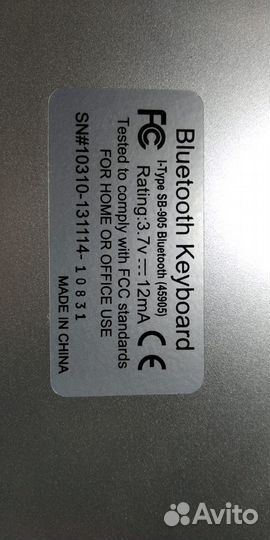 Bluetooth Keyboard
I-Type SB-905 Bluetooth (45905)
FC Rating:3.7v⎓12mA CE
Tested to comply with FCC standards
FOR HOME OR OFFICE USE
SN#10310-131114-10831
MADE IN CHINA
Avito